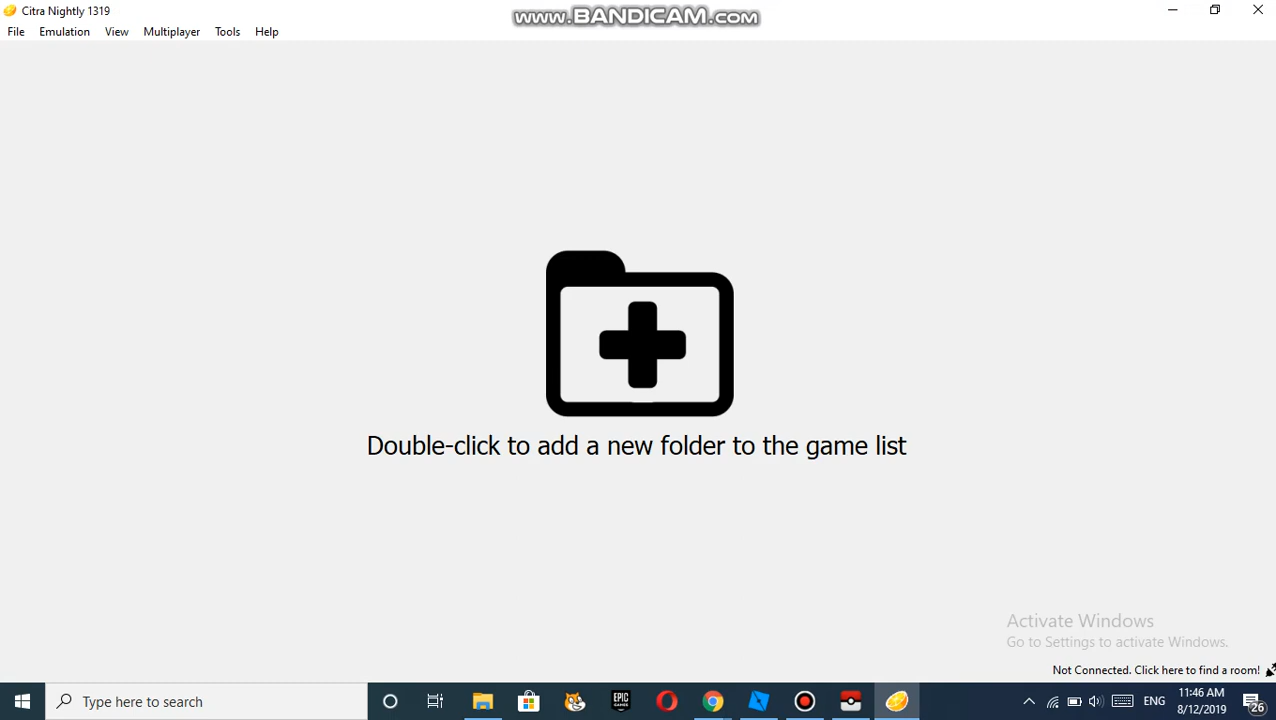 Citra Nightly 1319
www.BANDICAM.com
File Emulation View Multiplayer Tools Help
Double-click to add a new folder to the game list
Activate Windows
Go to Settings to activate Windows.
Not Connected. Click here to find a room!
Type here to search
EPIC GAMES
ENG
11:46 AM
8/12/2019
26